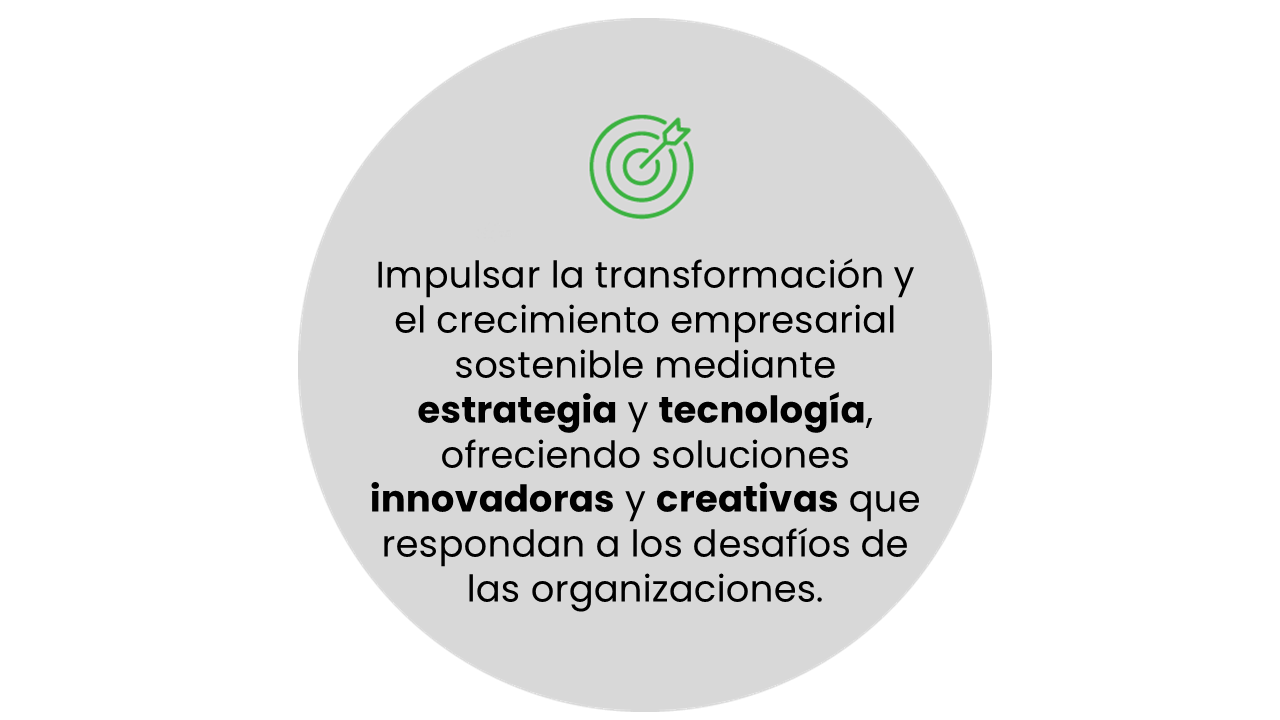 Impulsar la transformación y
el crecimiento empresarial
sostenible mediante
estrategia y tecnología,
ofreciendo soluciones
innovadoras y creativas que
respondan a los desafíos de
las organizaciones.